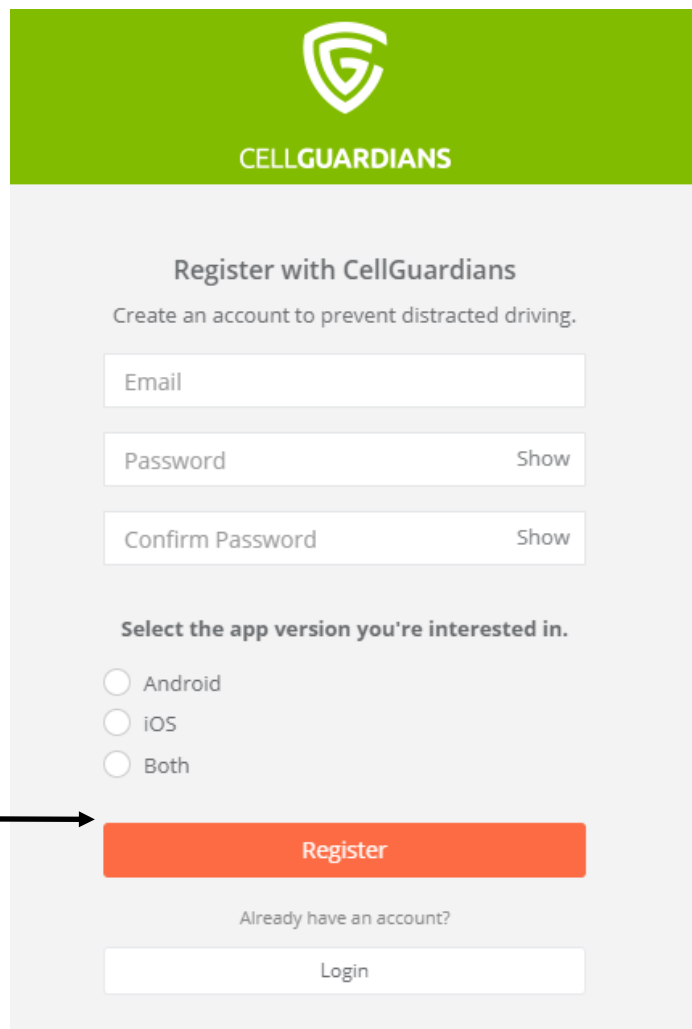 CELLGUARDIANS
Register with CellGuardians
Create an account to prevent distracted driving.
Email
Password Show
Confirm Password Show
Select the app version you're interested in.
Android
iOS
Both
Register
Already have an account?
Login